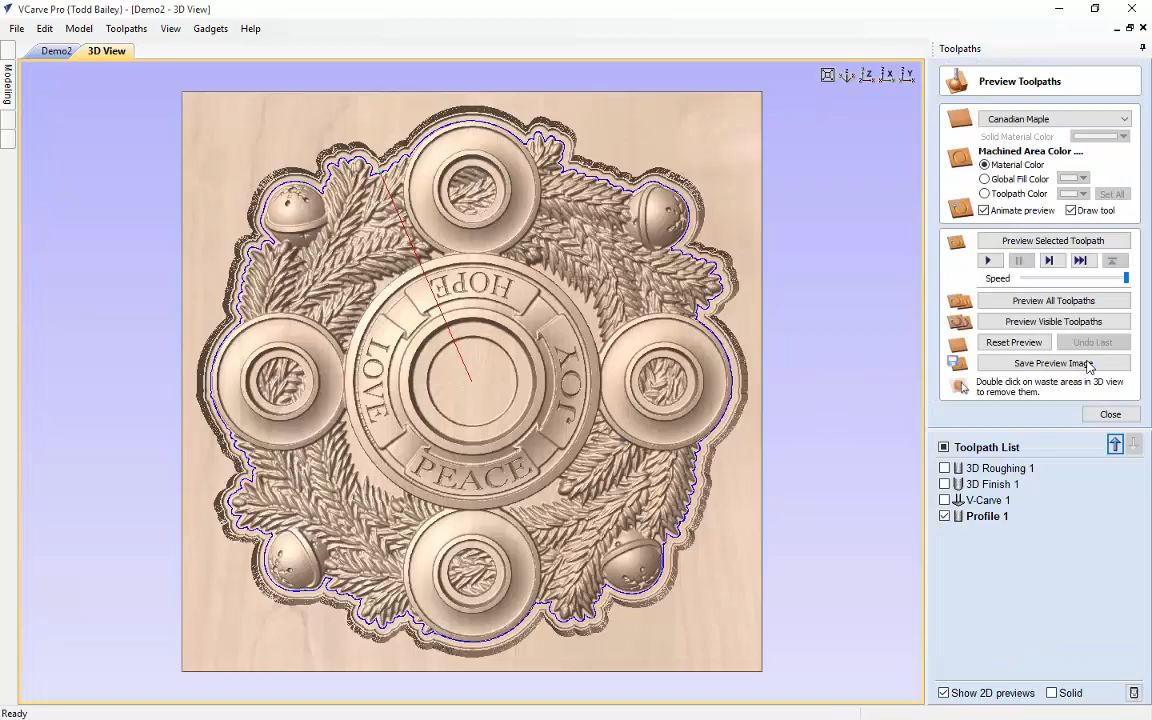 VCarve Pro {Todd Bailey} - [Demo2 - 3D View]
File Edit Model Toolpaths View Gadgets Help
Demo2 3D View
Modeling
Z X Y
HOPE
LOVE
JOY
PEACE
Toolpaths
Preview Toolpaths
Canadian Maple
Solid Material Color
Machined Area Color ....
Material Color
Global Fill Color
Toolpath Color Set All
Animate preview Draw tool
Preview Selected Toolpath
Speed
Preview All Toolpaths
Preview Visible Toolpaths
Reset Preview Undo Last
Save Preview Image
Double click on waste areas in 3D view
to remove them.
Close
Toolpath List
3D Roughing 1
3D Finish 1
V-Carve 1
Profile 1
Show 2D previews Solid
Ready